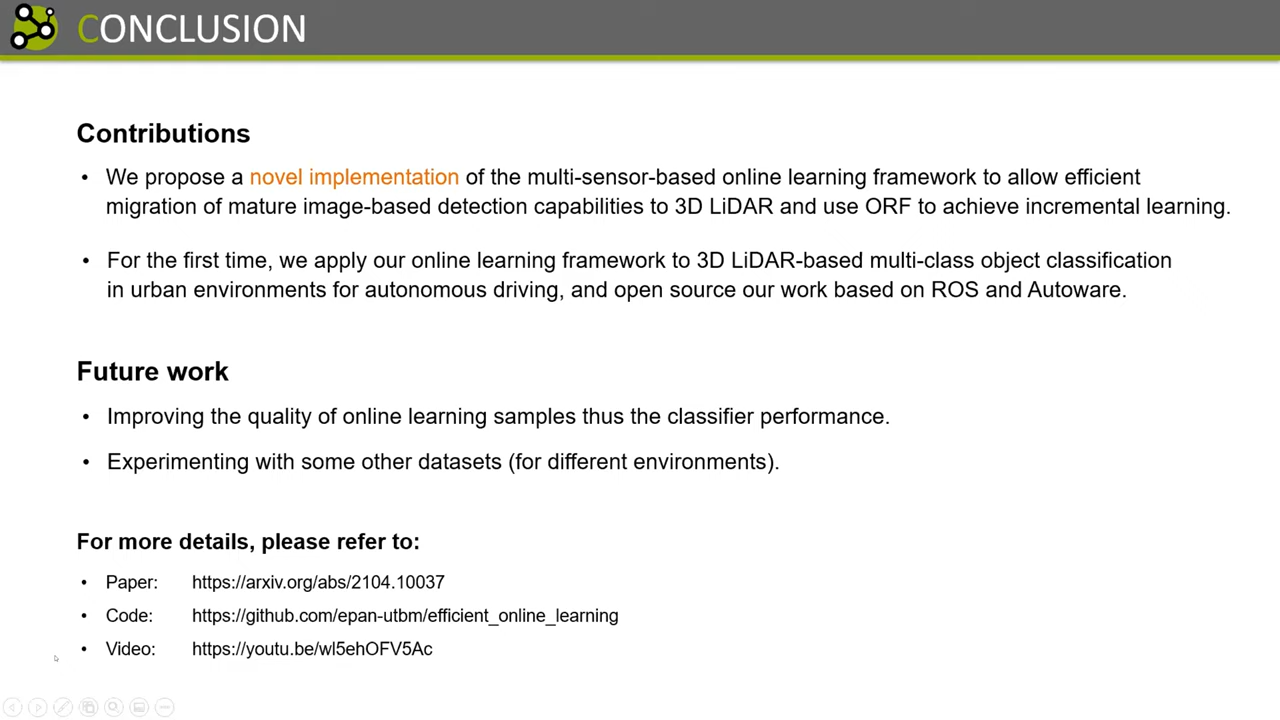 CONCLUSION
Contributions
• We propose a novel implementation of the multi-sensor-based online learning framework to allow efficient
migration of mature image-based detection capabilities to 3D LiDAR and use ORF to achieve incremental learning.
• For the first time, we apply our online learning framework to 3D LiDAR-based multi-class object classification
in urban environments for autonomous driving, and open source our work based on ROS and Autoware.
Future work
• Improving the quality of online learning samples thus the classifier performance.
• Experimenting with some other datasets (for different environments).
For more details, please refer to:
• Paper: https://arxiv.org/abs/2104.10037
• Code: https://github.com/epan-utbm/efficient_online_learning
• Video: https://youtu.be/wl5ehOFV5Ac